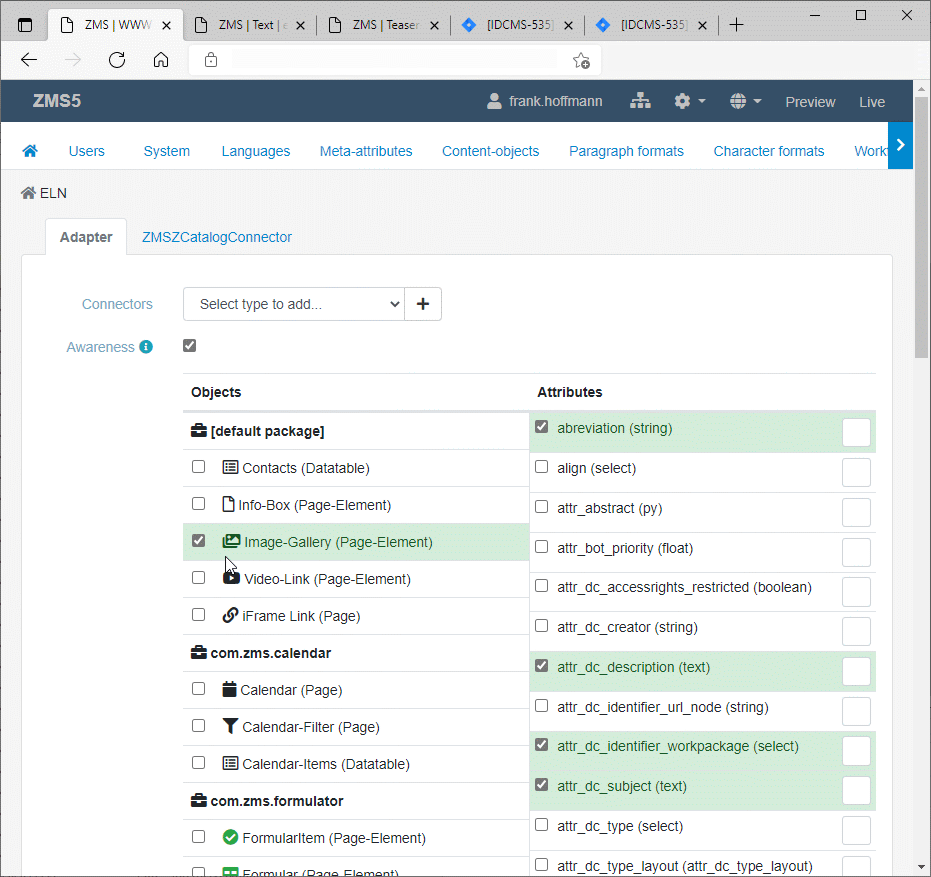 ZMS | WWW
ZMS | Text |
ZMS | Teaser
[IDCMS-535]
[IDCMS-535]
ZMS5
frank.hoffmann
Preview
Live
Users
System
Languages
Meta-attributes
Content-objects
Paragraph formats
Character formats
Work
ELN
Adapter
ZMSZCatalogConnector
Connectors
Select type to add...
Awareness
Objects
Attributes
[default package]
abreviation (string)
Contacts (Datatable)
align (select)
Info-Box (Page-Element)
attr_abstract (py)
Image-Gallery (Page-Element)
attr_bot_priority (float)
Video-Link (Page-Element)
attr_dc_accessrights_restricted (boolean)
iFrame Link (Page)
attr_dc_creator (string)
com.zms.calendar
attr_dc_description (text)
Calendar (Page)
attr_dc_identifier_url_node (string)
Calendar-Filter (Page)
attr_dc_identifier_workpackage (select)
Calendar-Items (Datatable)
attr_dc_subject (text)
com.zms.formulator
attr_dc_type (select)
FormularItem (Page-Element)
attr_dc_type_layout (attr_dc_type_layout)
Formular (Page-Element)